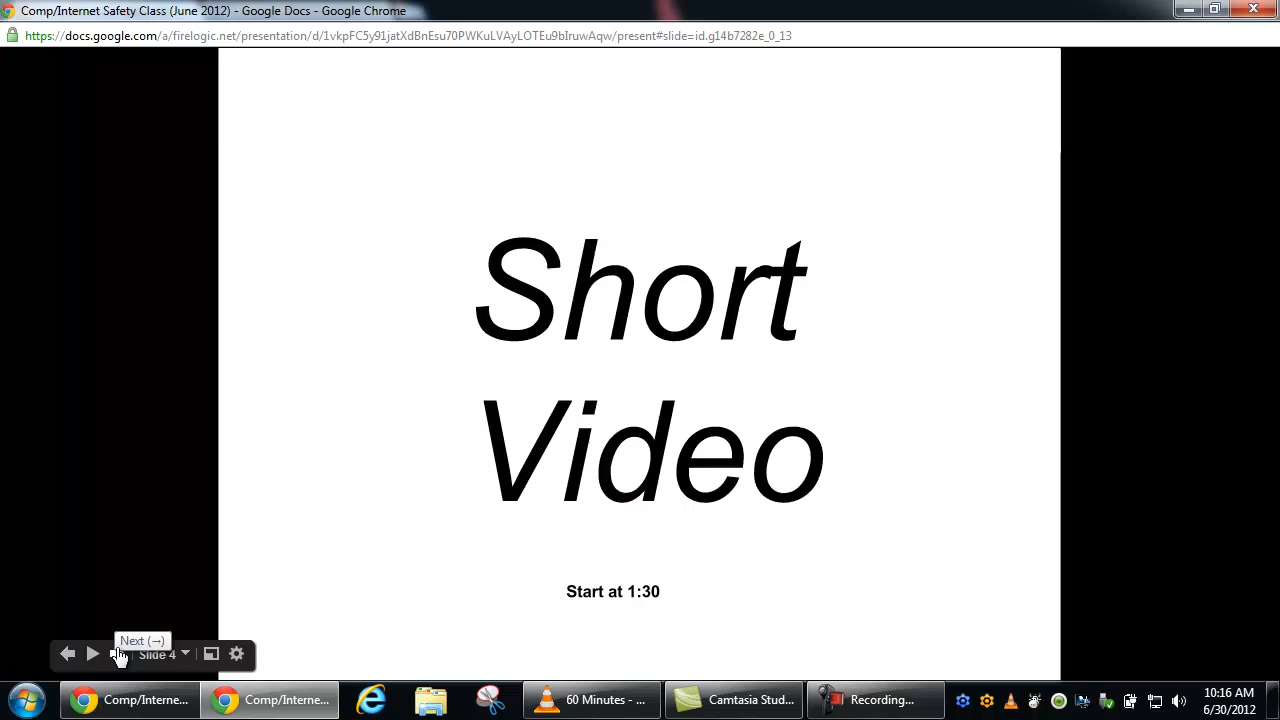 Comp/Internet Safety Class (June 2012) - Google Docs - Google Chrome
https://docs.google.com/a/firelogic.net/presentation/d/1vkpFC5y91jatXdBnEsu70PWKuLVAyLOTEu9bIruwAqw/present#slide=id.g14b7282e_0_13
Short
Video
Start at 1:30
Next (→)
Slide 4
Comp/Interne...
Comp/Interne...
60 Minutes - ...
Camtasia Stud...
Recording...
10:16 AM
6/30/2012